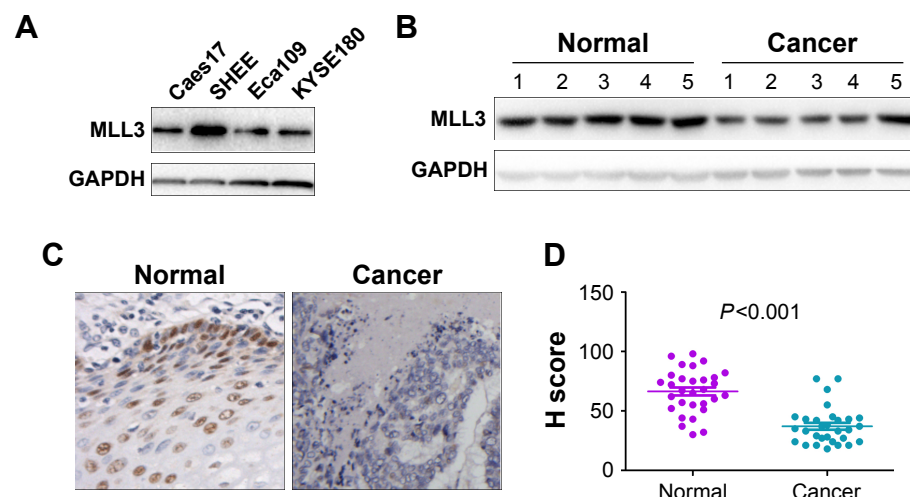 A
Caes17 SHEE Eca109 KYSE180
MLL3
GAPDH
B
Normal Cancer
1 2 3 4 5 1 2 3 4 5
MLL3
GAPDH
C
Normal Cancer
D
150
P<0.001
100
50
0
H score
Normal Cancer